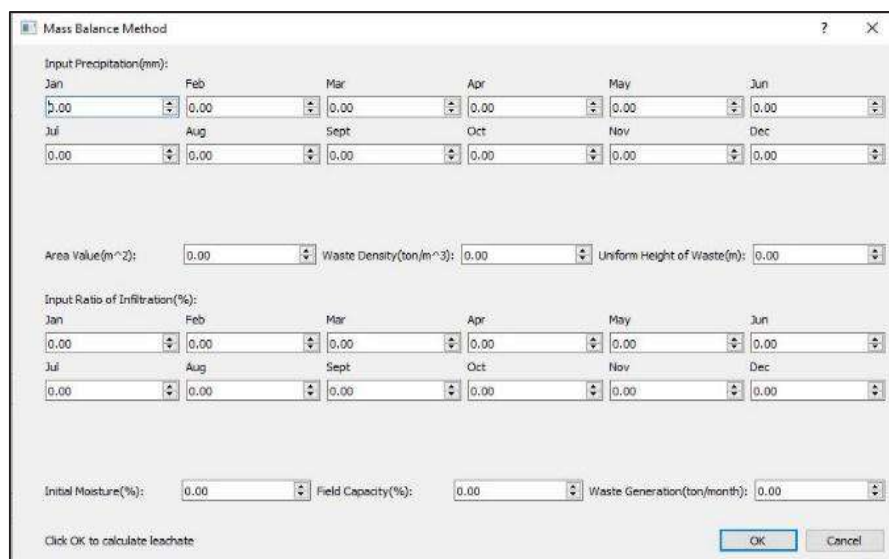 Mass Balance Method ?
Input Precipitation(mm):
Jan Feb Mar Apr May Jun
0.00 0.00 0.00 0.00 0.00 0.00
Jul Aug Sept Oct Nov Dec
0.00 0.00 0.00 0.00 0.00 0.00
Area Value(m^2): 0.00 Waste Density(ton/m^3): 0.00 Uniform Height of Waste(m): 0.00
Input Ratio of Infiltration(%):
Jan Feb Mar Apr May Jun
0.00 0.00 0.00 0.00 0.00 0.00
Jul Aug Sept Oct Nov Dec
0.00 0.00 0.00 0.00 0.00 0.00
Initial Moisture(%): 0.00 Field Capacity(%): 0.00 Waste Generation(ton/month): 0.00
Click OK to calculate leachate OK Cancel